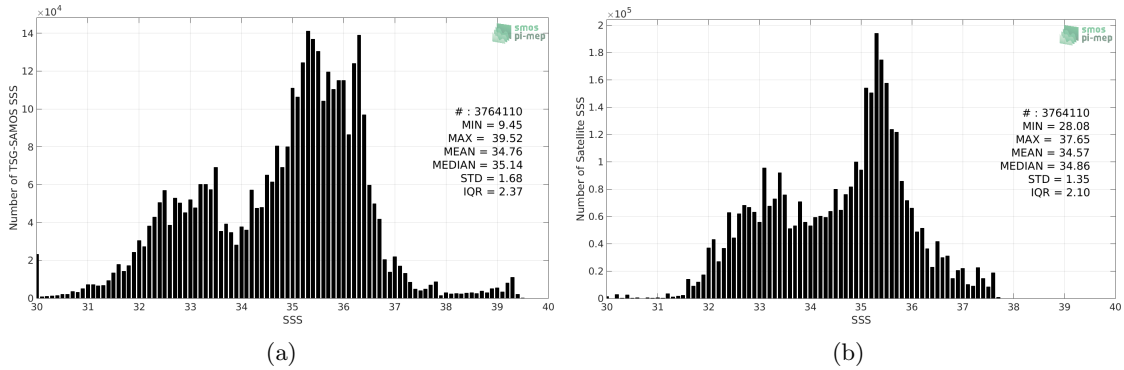 ×10⁴
14
12
10
8
6
4
2
0
Number of TSG-SAMOS SSS
smos
pi-mep
# : 3764110
MIN = 9.45
MAX = 39.52
MEAN = 34.76
MEDIAN = 35.14
STD = 1.68
IQR = 2.37
30 31 32 33 34 35 36 37 38 39 40
SSS
(a)
×10⁵
2
1.8
1.6
1.4
1.2
1
0.8
0.6
0.4
0.2
0
Number of Satellite SSS
smos
pi-mep
# : 3764110
MIN = 28.08
MAX = 37.65
MEAN = 34.57
MEDIAN = 34.86
STD = 1.35
IQR = 2.10
30 31 32 33 34 35 36 37 38 39 40
SSS
(b)